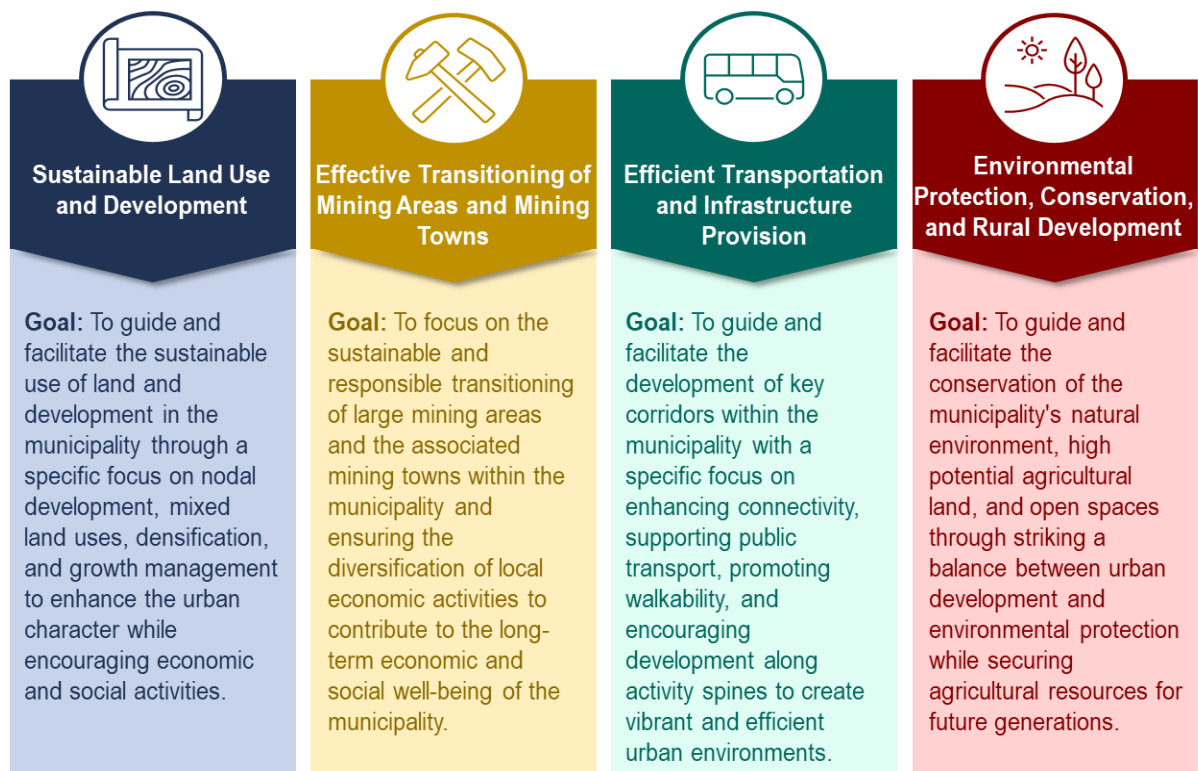 Sustainable Land Use
and Development
Goal: To guide and
facilitate the sustainable
use of land and
development in the
municipality through a
specific focus on nodal
development, mixed
land uses, densification,
and growth management
to enhance the urban
character while
encouraging economic
and social activities.
Effective Transitioning of
Mining Areas and Mining
Towns
Goal: To focus on the
sustainable and
responsible transitioning
of large mining areas
and the associated
mining towns within the
municipality and
ensuring the
diversification of local
economic activities to
contribute to the long-
term economic and
social well-being of the
municipality.
Efficient Transportation
and Infrastructure
Provision
Goal: To guide and
facilitate the
development of key
corridors within the
municipality with a
specific focus on
enhancing connectivity,
supporting public
transport, promoting
walkability, and
encouraging
development along
activity spines to create
vibrant and efficient
urban environments.
Environmental
Protection, Conservation,
and Rural Development
Goal: To guide and
facilitate the
conservation of the
municipality's natural
environment, high
potential agricultural
land, and open spaces
through striking a
balance between urban
development and
environmental protection
while securing
agricultural resources for
future generations.